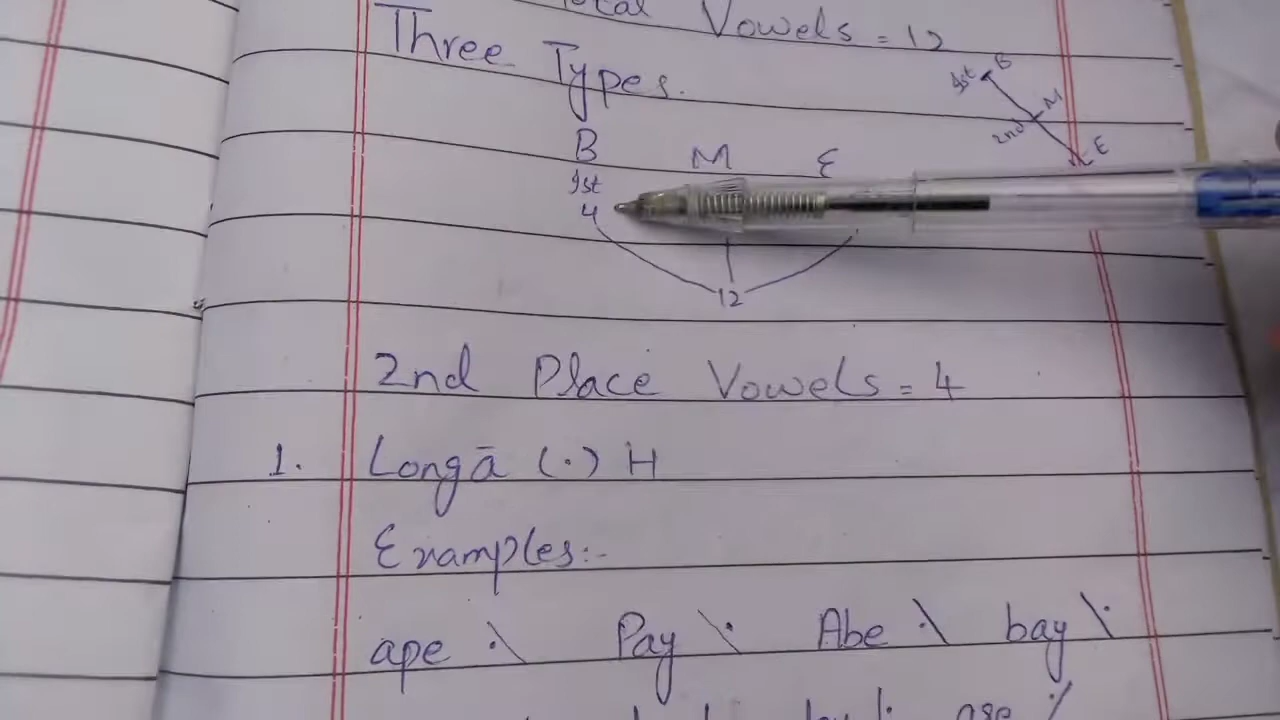 Total Vowels = 12
Three Types.
1st B
2nd M
E
B M E
1st
4
12
2nd Place Vowels = 4
1. Long ā (.) H
Examples:-
ape Pay Abe bay